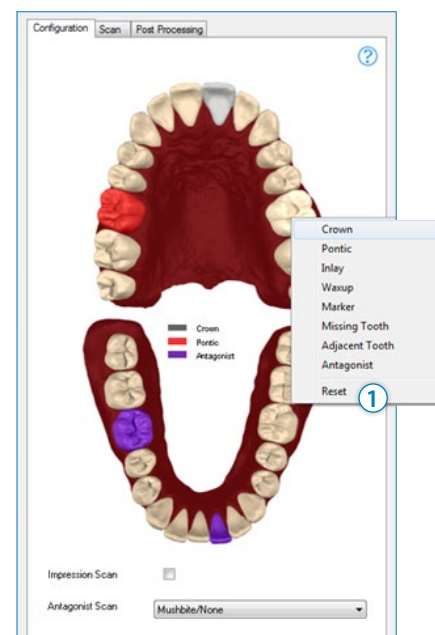 Configuration Scan Post Processing
?
Crown
Pontic
Inlay
Waxup
Marker
Missing Tooth
Adjacent Tooth
Antagonist
Reset
1
Crown
Pontic
Antagonist
Impression Scan
Antagonist Scan Mushbite/None